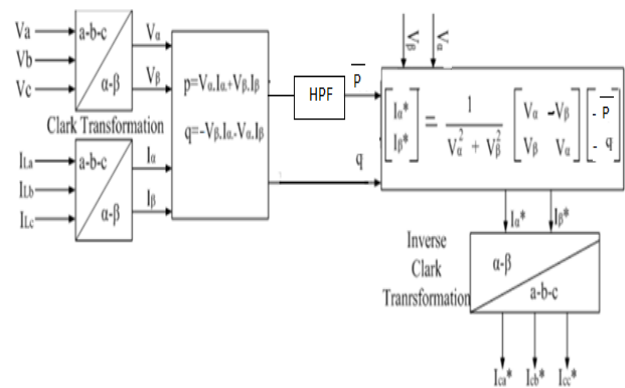 Va
Vb
Vc
a-b-c
α-β
Vα
Vβ
Clark Transformation
ILa
ILb
ILc
a-b-c
α-β
Iα
Iβ
p=Vα.Iα+Vβ.Iβ
q=-Vβ.Iα-Vα.Iβ
HPF
P
q
Vβ
Vα
Iα*
Iβ*
=
1
Vα² + Vβ²
Vα -Vβ
Vβ Vα
- P
- q
Iα*
Iβ*
Inverse
Clark
Tranrsformation
α-β
a-b-c
Ica*
Icb*
Icc*